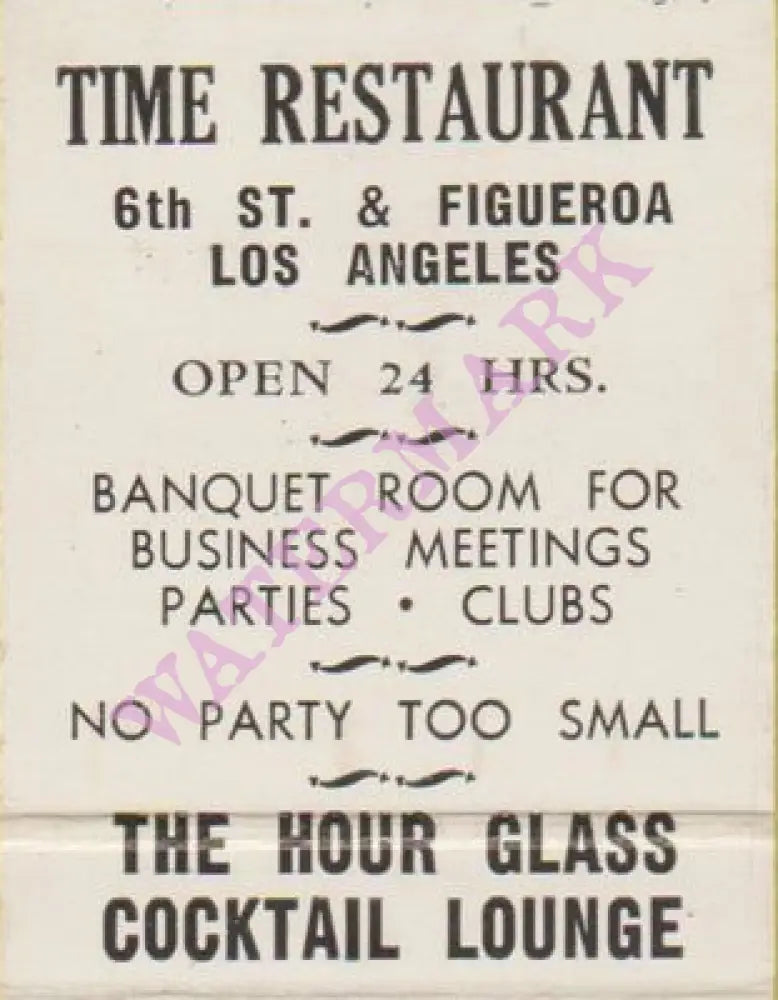 TIME RESTAURANT
6th ST. & FIGUEROA
LOS ANGELES
OPEN 24 HRS.
BANQUET ROOM FOR
BUSINESS MEETINGS
PARTIES • CLUBS
NO PARTY TOO SMALL
THE HOUR GLASS
COCKTAIL LOUNGE
WATERMARK